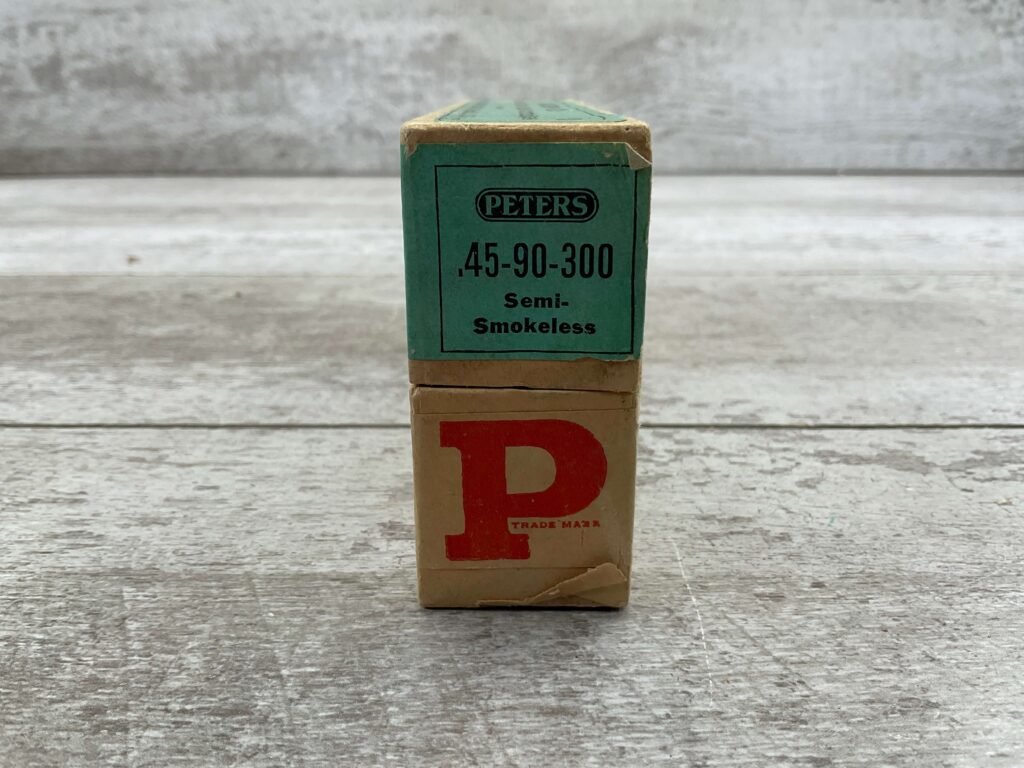 PETERS
.45-90-300
Semi-
Smokeless
P
TRADE MARK